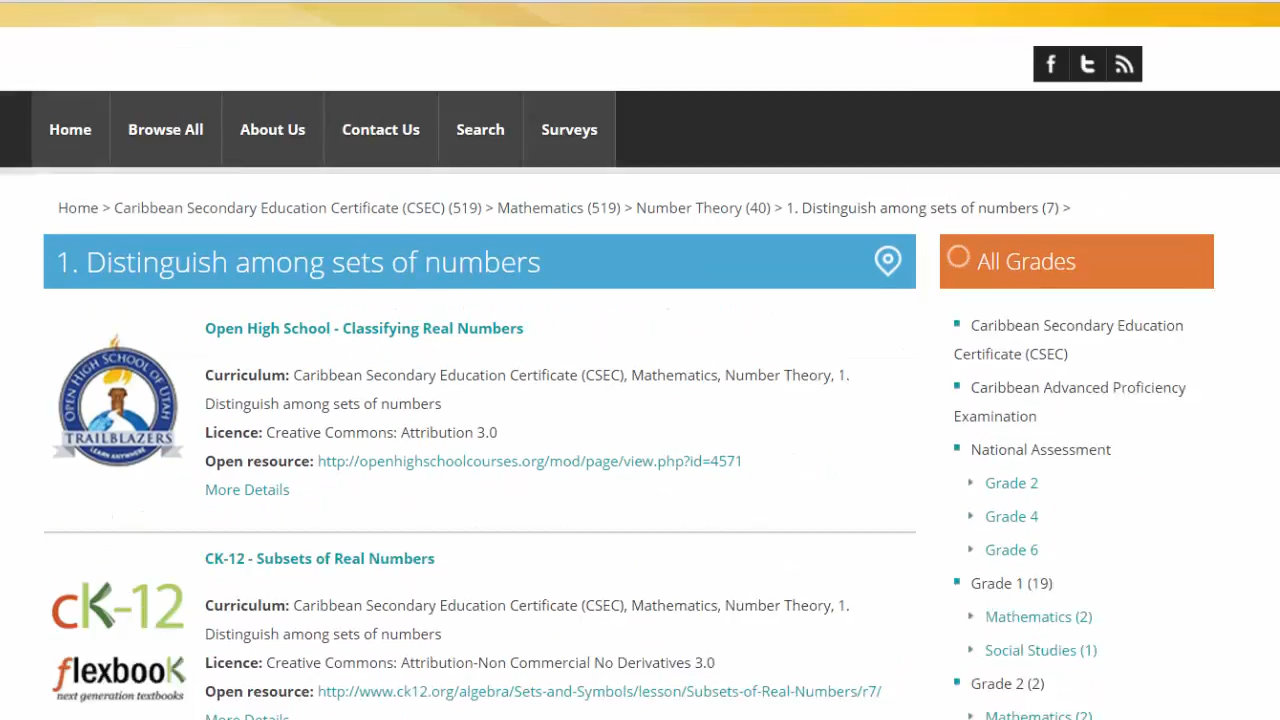 f t
Home Browse All About Us Contact Us Search Surveys
Home > Caribbean Secondary Education Certificate (CSEC) (519) > Mathematics (519) > Number Theory (40) > 1. Distinguish among sets of numbers (7) >
1. Distinguish among sets of numbers
Open High School - Classifying Real Numbers
OPEN HIGH SCHOOL OF UTAH
TRAILBLAZERS
LEARN ANYWHERE
Curriculum: Caribbean Secondary Education Certificate (CSEC), Mathematics, Number Theory, 1.
Distinguish among sets of numbers
Licence: Creative Commons: Attribution 3.0
Open resource: http://openhighschoolcourses.org/mod/page/view.php?id=4571
More Details
CK-12 - Subsets of Real Numbers
cK-12
flexbooK
next generation textbooks
Curriculum: Caribbean Secondary Education Certificate (CSEC), Mathematics, Number Theory, 1.
Distinguish among sets of numbers
Licence: Creative Commons: Attribution-Non Commercial No Derivatives 3.0
Open resource: http://www.ck12.org/algebra/Sets-and-Symbols/lesson/Subsets-of-Real-Numbers/r7/
More Details
All Grades
Caribbean Secondary Education
Certificate (CSEC)
Caribbean Advanced Proficiency
Examination
National Assessment
Grade 2
Grade 4
Grade 6
Grade 1 (19)
Mathematics (2)
Social Studies (1)
Grade 2 (2)
Mathematics (2)